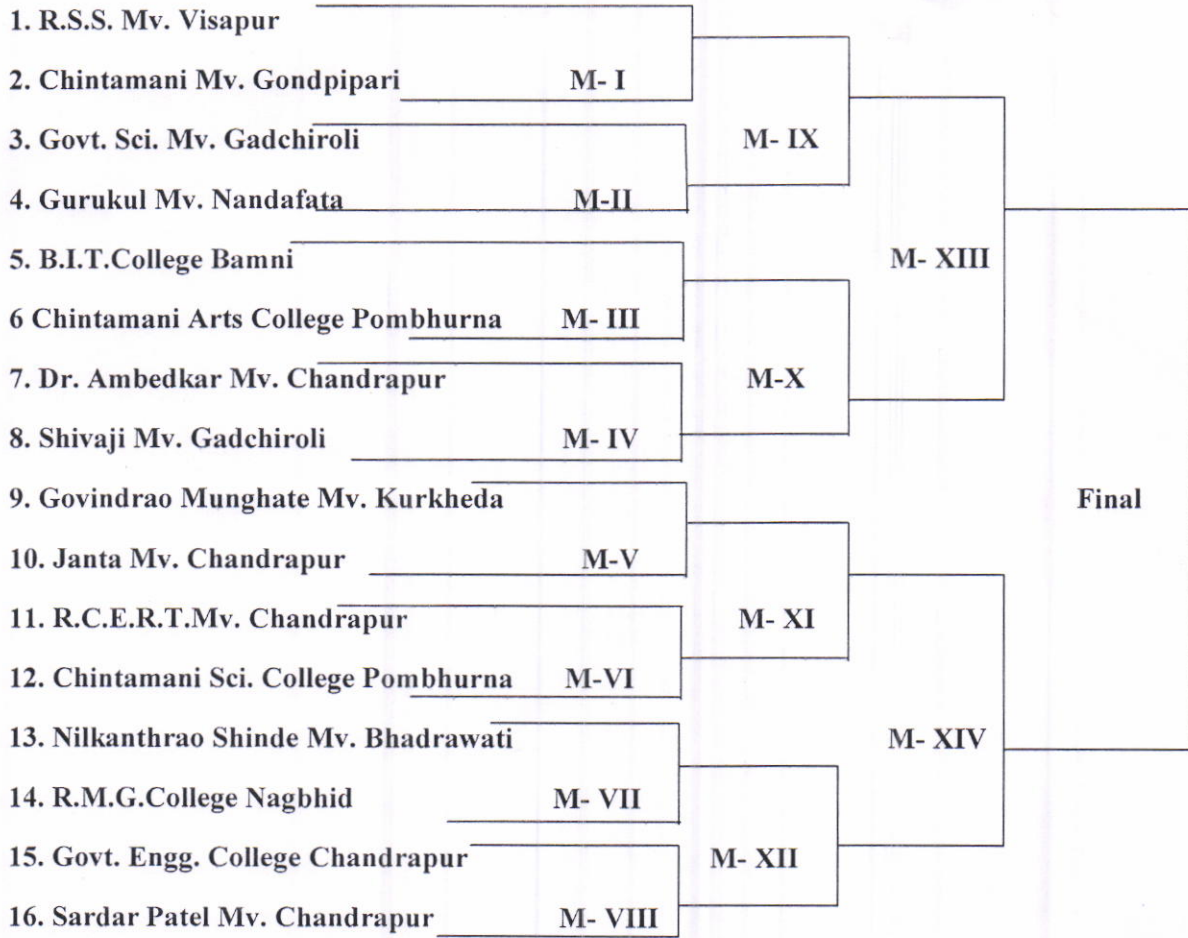 1. R.S.S. Mv. Visapur
2. Chintamani Mv. Gondpipari M- I
3. Govt. Sci. Mv. Gadchiroli M- IX
4. Gurukul Mv. Nandafata M-II
5. B.I.T.College Bamni M- XIII
6 Chintamani Arts College Pombhurna M- III
7. Dr. Ambedkar Mv. Chandrapur M-X
8. Shivaji Mv. Gadchiroli M- IV
9. Govindrao Munghate Mv. Kurkheda Final
10. Janta Mv. Chandrapur M-V
11. R.C.E.R.T.Mv. Chandrapur M- XI
12. Chintamani Sci. College Pombhurna M-VI
13. Nilkanthrao Shinde Mv. Bhadrawati M- XIV
14. R.M.G.College Nagbhid M- VII
15. Govt. Engg. College Chandrapur M- XII
16. Sardar Patel Mv. Chandrapur M- VIII